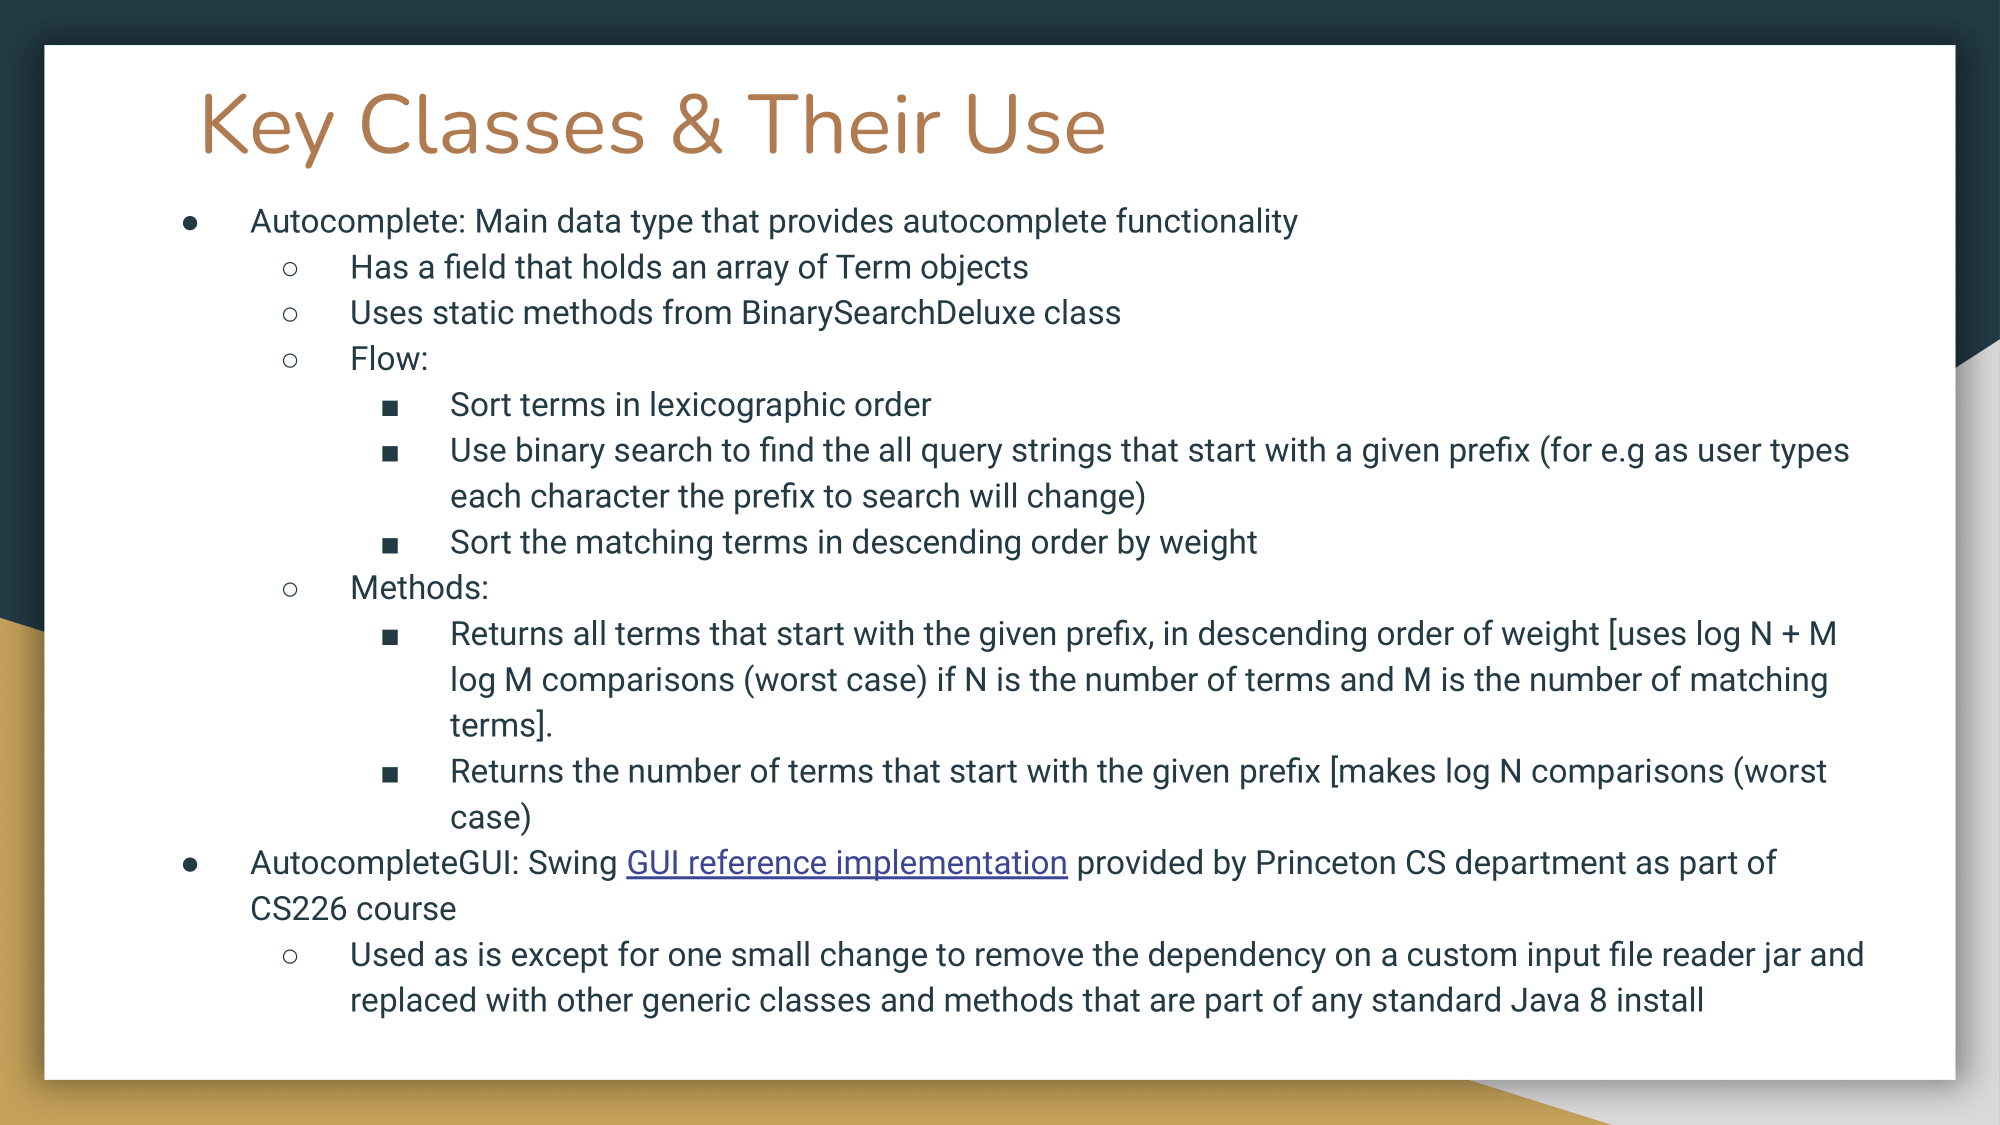 Key Classes & Their Use
● Autocomplete: Main data type that provides autocomplete functionality
○ Has a field that holds an array of Term objects
○ Uses static methods from BinarySearchDeluxe class
○ Flow:
■ Sort terms in lexicographic order
■ Use binary search to find the all query strings that start with a given prefix (for e.g as user types
each character the prefix to search will change)
■ Sort the matching terms in descending order by weight
○ Methods:
■ Returns all terms that start with the given prefix, in descending order of weight [uses log N + M
log M comparisons (worst case) if N is the number of terms and M is the number of matching
terms].
■ Returns the number of terms that start with the given prefix [makes log N comparisons (worst
case)
● AutocompleteGUI: Swing GUI reference implementation provided by Princeton CS department as part of
CS226 course
○ Used as is except for one small change to remove the dependency on a custom input file reader jar and
replaced with other generic classes and methods that are part of any standard Java 8 install